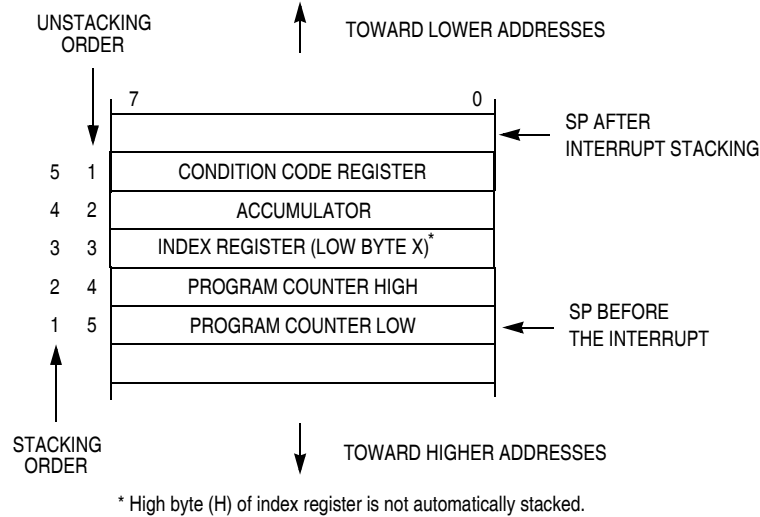 UNSTACKING
ORDER
TOWARD LOWER ADDRESSES
7 0
SP AFTER
INTERRUPT STACKING
5 1 CONDITION CODE REGISTER
4 2 ACCUMULATOR
3 3 INDEX REGISTER (LOW BYTE X)*
2 4 PROGRAM COUNTER HIGH
1 5 PROGRAM COUNTER LOW
SP BEFORE
THE INTERRUPT
STACKING
ORDER
TOWARD HIGHER ADDRESSES
* High byte (H) of index register is not automatically stacked.